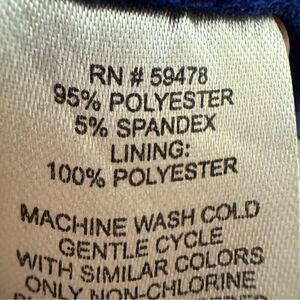 RN # 59478
95% POLYESTER
5% SPANDEX
LINING:
100% POLYESTER
MACHINE WASH COLD
GENTLE CYCLE
WITH SIMILAR COLORS
ONLY NON-CHLORINE